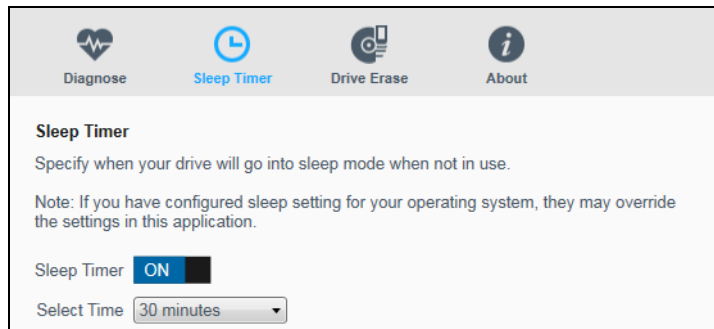 Diagnose Sleep Timer Drive Erase About
Sleep Timer
Specify when your drive will go into sleep mode when not in use.
Note: If you have configured sleep setting for your operating system, they may override
the settings in this application.
Sleep Timer ON
Select Time 30 minutes